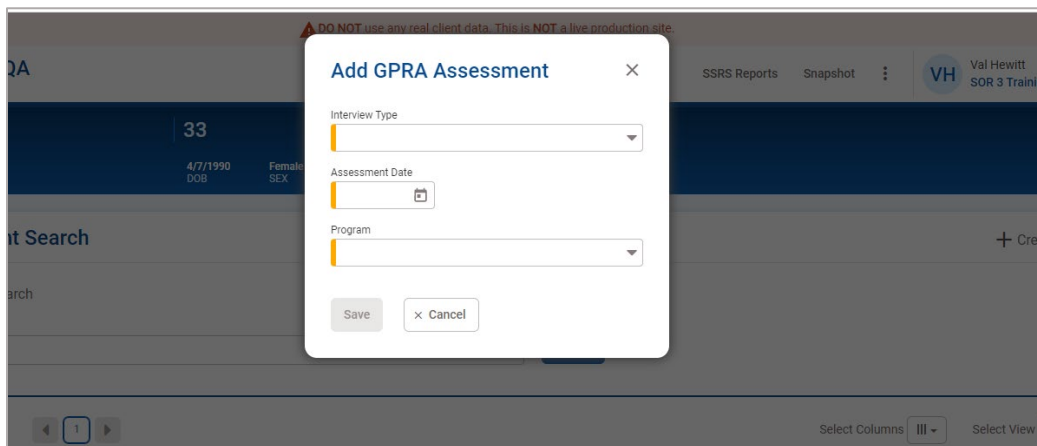 DO NOT use any real client data. This is NOT a live production site.
QA
SSRS Reports Snapshot
VH
Val Hewitt
SOR 3 Traini
33
4/7/1990 Female
DOB SEX
Add GPRA Assessment
Interview Type
Assessment Date
Program
Save
× Cancel
nt Search
+ Cre
arch
1
Select Columns
Select View